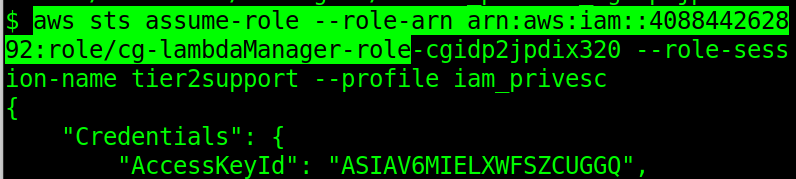 $ aws sts assume-role --role-arn arn:aws:iam::4088442628
92:role/cg-lambdaManager-role-cgidp2jpdix320 --role-sess
ion-name tier2support --profile iam_privesc
{
    "Credentials": {
        "AccessKeyId": "ASIAV6MIELXWFSZCUGGQ",